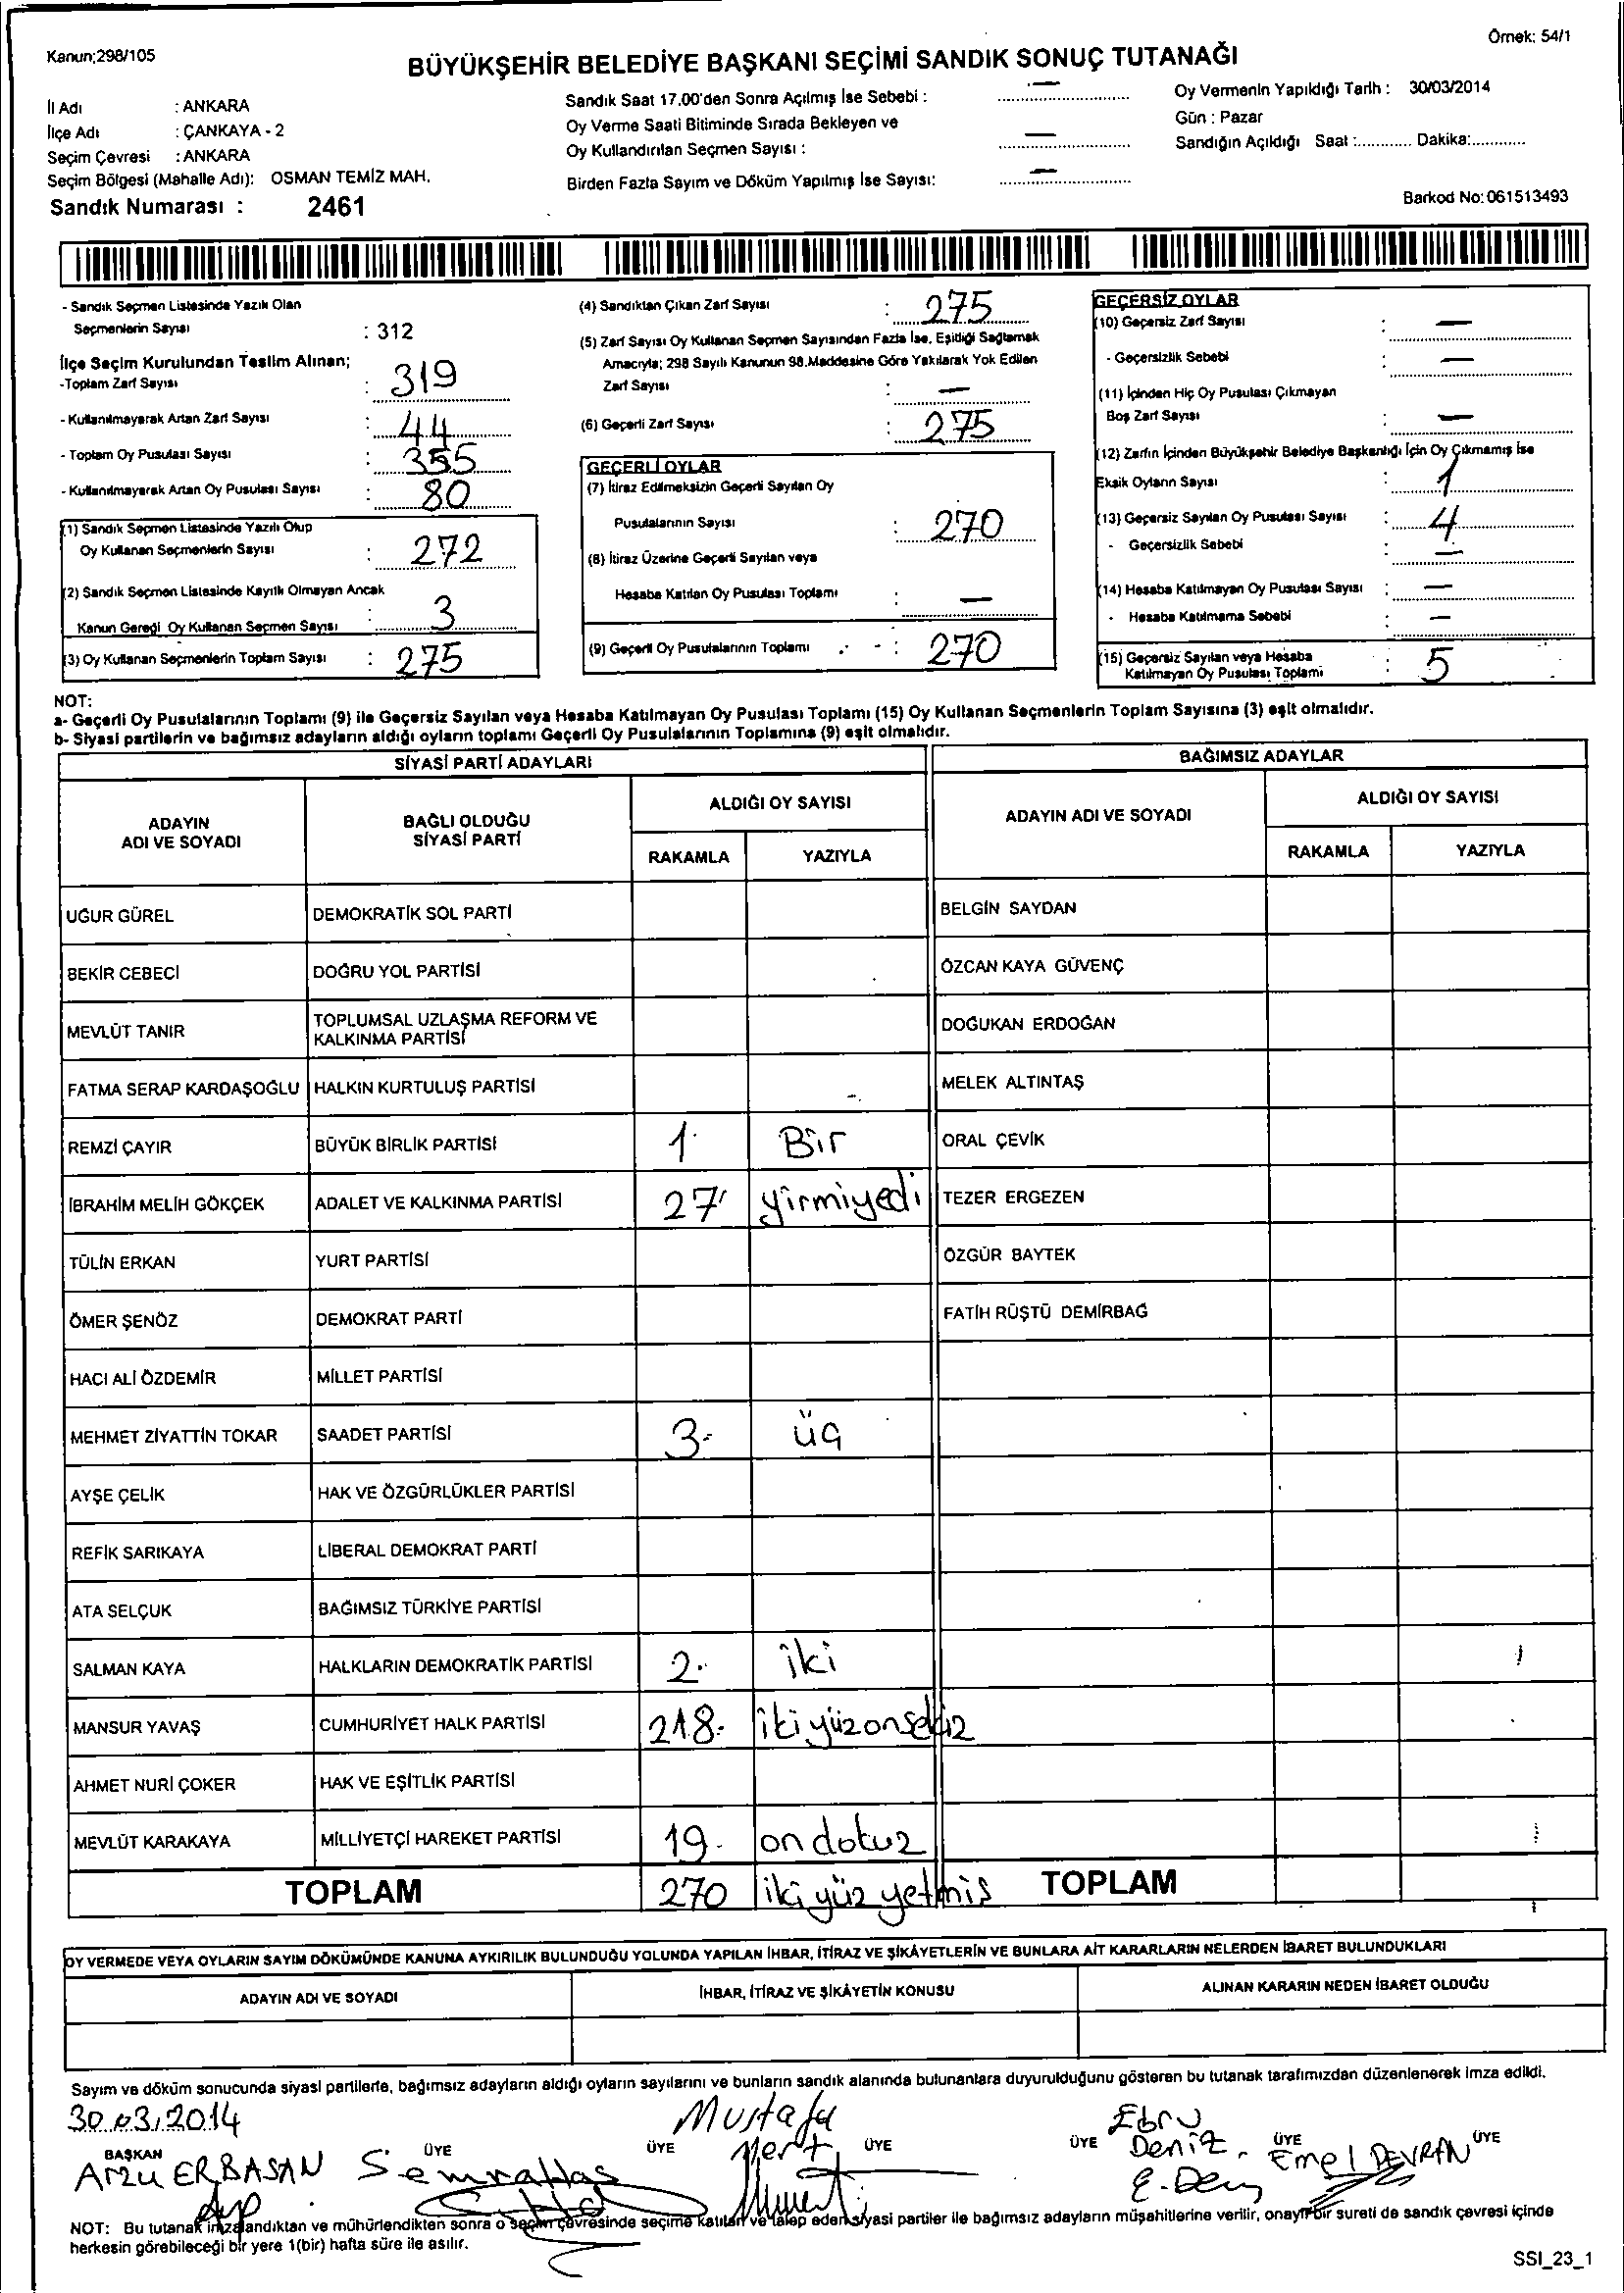 Kanun;298/105
Örnek: 54/1
BÜYÜKŞEHİR BELEDİYE BAŞKANI SEÇİMİ SANDIK SONUÇ TUTANAĞI
İl Adı : ANKARA
İlçe Adı : ÇANKAYA - 2
Seçim Çevresi : ANKARA
Seçim Bölgesi (Mahalle Adı): OSMAN TEMİZ MAH.
Sandık Numarası : 2461
Sandık Saat 17.00'den Sonra Açılmış İse Sebebi : —
Oy Verme Saati Bitiminde Sırada Bekleyen ve
Oy Kullandırılan Seçmen Sayısı : —
Birden Fazla Sayım ve Döküm Yapılmış İse Sayısı: —
Oy Vermenin Yapıldığı Tarih : 30/03/2014
Gün : Pazar
Sandığın Açıldığı Saat :............ Dakika:............
Barkod No: 061513493
- Sandık Seçmen Listesinde Yazılı Olan
Seçmenlerin Sayısı : 312
İlçe Seçim Kurulundan Teslim Alınan;
-Toplam Zarf Sayısı : 319
- Kullanılmayarak Artan Zarf Sayısı : 44
- Toplam Oy Pusulası Sayısı : 355
- Kullanılmayarak Artan Oy Pusulası Sayısı : 80
(1) Sandık Seçmen Listesinde Yazılı Olup
Oy Kullanan Seçmenlerin Sayısı : 272
(2) Sandık Seçmen Listesinde Kayıtlı Olmayan Ancak
Kanun Gereği Oy Kullanan Seçmen Sayısı : 3
(3) Oy Kullanan Seçmenlerin Toplam Sayısı : 275
(4) Sandıktan Çıkan Zarf Sayısı : 275
(5) Zarf Sayısı Oy Kullanan Seçmen Sayısından Fazla İse, Eşitliği Sağlamak
Amacıyla; 298 Sayılı Kanunun 98.Maddesine Göre Yakılarak Yok Edilen
Zarf Sayısı : —
(6) Geçerli Zarf Sayısı : 275
GEÇERLİ OYLAR
(7) İtiraz Edilmeksizin Geçerli Sayılan Oy
Pusulalarının Sayısı : 270
(8) İtiraz Üzerine Geçerli Sayılan veya
Hesaba Katılan Oy Pusulası Toplamı : —
(9) Geçerli Oy Pusulalarının Toplamı : 270
GEÇERSİZ OYLAR
(10) Geçersiz Zarf Sayısı : —
- Geçersizlik Sebebi : —
(11) İçinden Hiç Oy Pusulası Çıkmayan
Boş Zarf Sayısı : —
(12) Zarfın İçinden Büyükşehir Belediye Başkanlığı İçin Oy Çıkmamış İse
Eksik Oyların Sayısı : 1
(13) Geçersiz Sayılan Oy Pusulası Sayısı : 4
- Geçersizlik Sebebi : —
(14) Hesaba Katılmayan Oy Pusulası Sayısı : —
- Hesaba Katılmama Sebebi : —
(15) Geçersiz Sayılan veya Hesaba
Katılmayan Oy Pusulası Toplamı : 5
NOT:
a- Geçerli Oy Pusulalarının Toplamı (9) ile Geçersiz Sayılan veya Hesaba Katılmayan Oy Pusulası Toplamı (15) Oy Kullanan Seçmenlerin Toplam Sayısına (3) eşit olmalıdır.
b- Siyasi partilerin ve bağımsız adayların aldığı oyların toplamı Geçerli Oy Pusulalarının Toplamına (9) eşit olmalıdır.
SİYASİ PARTİ ADAYLARI
ADAYIN ADI VE SOYADI
BAĞLI OLDUĞU SİYASİ PARTİ
ALDIĞI OY SAYISI
RAKAMLA YAZIYLA
UĞUR GÜREL DEMOKRATİK SOL PARTİ
BEKİR CEBECİ DOĞRU YOL PARTİSİ
MEVLÜT TANIR TOPLUMSAL UZLAŞMA REFORM VE KALKINMA PARTİSİ
FATMA SERAP KARDAŞOĞLU HALKIN KURTULUŞ PARTİSİ
REMZİ ÇAYIR BÜYÜK BİRLİK PARTİSİ 1 Bir
İBRAHİM MELİH GÖKÇEK ADALET VE KALKINMA PARTİSİ 27 yirmiyedi
TÜLİN ERKAN YURT PARTİSİ
ÖMER ŞENÖZ DEMOKRAT PARTİ
HACI ALİ ÖZDEMİR MİLLET PARTİSİ
MEHMET ZİYATTİN TOKAR SAADET PARTİSİ 3 üç
AYŞE ÇELİK HAK VE ÖZGÜRLÜKLER PARTİSİ
REFİK SARIKAYA LİBERAL DEMOKRAT PARTİ
ATA SELÇUK BAĞIMSIZ TÜRKİYE PARTİSİ
SALMAN KAYA HALKLARIN DEMOKRATİK PARTİSİ 2 iki
MANSUR YAVAŞ CUMHURİYET HALK PARTİSİ 218 ikiyüzonsekiz
AHMET NURİ ÇOKER HAK VE EŞİTLİK PARTİSİ
MEVLÜT KARAKAYA MİLLİYETÇİ HAREKET PARTİSİ 19 ondokuz
TOPLAM 270 ikiyüz yetmiş
BAĞIMSIZ ADAYLAR
ADAYIN ADI VE SOYADI
ALDIĞI OY SAYISI
RAKAMLA YAZIYLA
BELGİN SAYDAN
ÖZCAN KAYA GÜVENÇ
DOĞUKAN ERDOĞAN
MELEK ALTINTAŞ
ORAL ÇEVİK
TEZER ERGEZEN
ÖZGÜR BAYTEK
FATİH RÜŞTÜ DEMİRBAĞ
TOPLAM
OY VERMEDE VEYA OYLARIN SAYIM DÖKÜMÜNDE KANUNA AYKIRILIK BULUNDUĞU YOLUNDA YAPILAN İHBAR, İTİRAZ VE ŞİKÂYETLERİN VE BUNLARA AİT KARARLARIN NELERDEN İBARET BULUNDUKLARI
ADAYIN ADI VE SOYADI İHBAR, İTİRAZ VE ŞİKÂYETİN KONUSU ALINAN KARARIN NEDEN İBARET OLDUĞU
Sayım ve döküm sonucunda siyasi partilerle, bağımsız adayların aldığı oyların sayılarını ve bunların sandık alanında bulunanlara duyurulduğunu gösteren bu tutanak tarafımızdan düzenlenerek imza edildi.
30.03.2014
BAŞKAN ÜYE ÜYE ÜYE ÜYE ÜYE ÜYE
Arzu ERBASAN
Mustafa
Mert
Ebru
Deniz
E. Den
Emel DEVRAN
NOT: Bu tutanak imzalandıktan ve mühürlendikten sonra o seçim çevresinde seçime katılan ve talep eden siyasi partiler ile bağımsız adayların müşahitlerine verilir, onaylı bir sureti de sandık çevresi içinde
herkesin görebileceği bir yere 1(bir) hafta süre ile asılır.
SSI_23_1